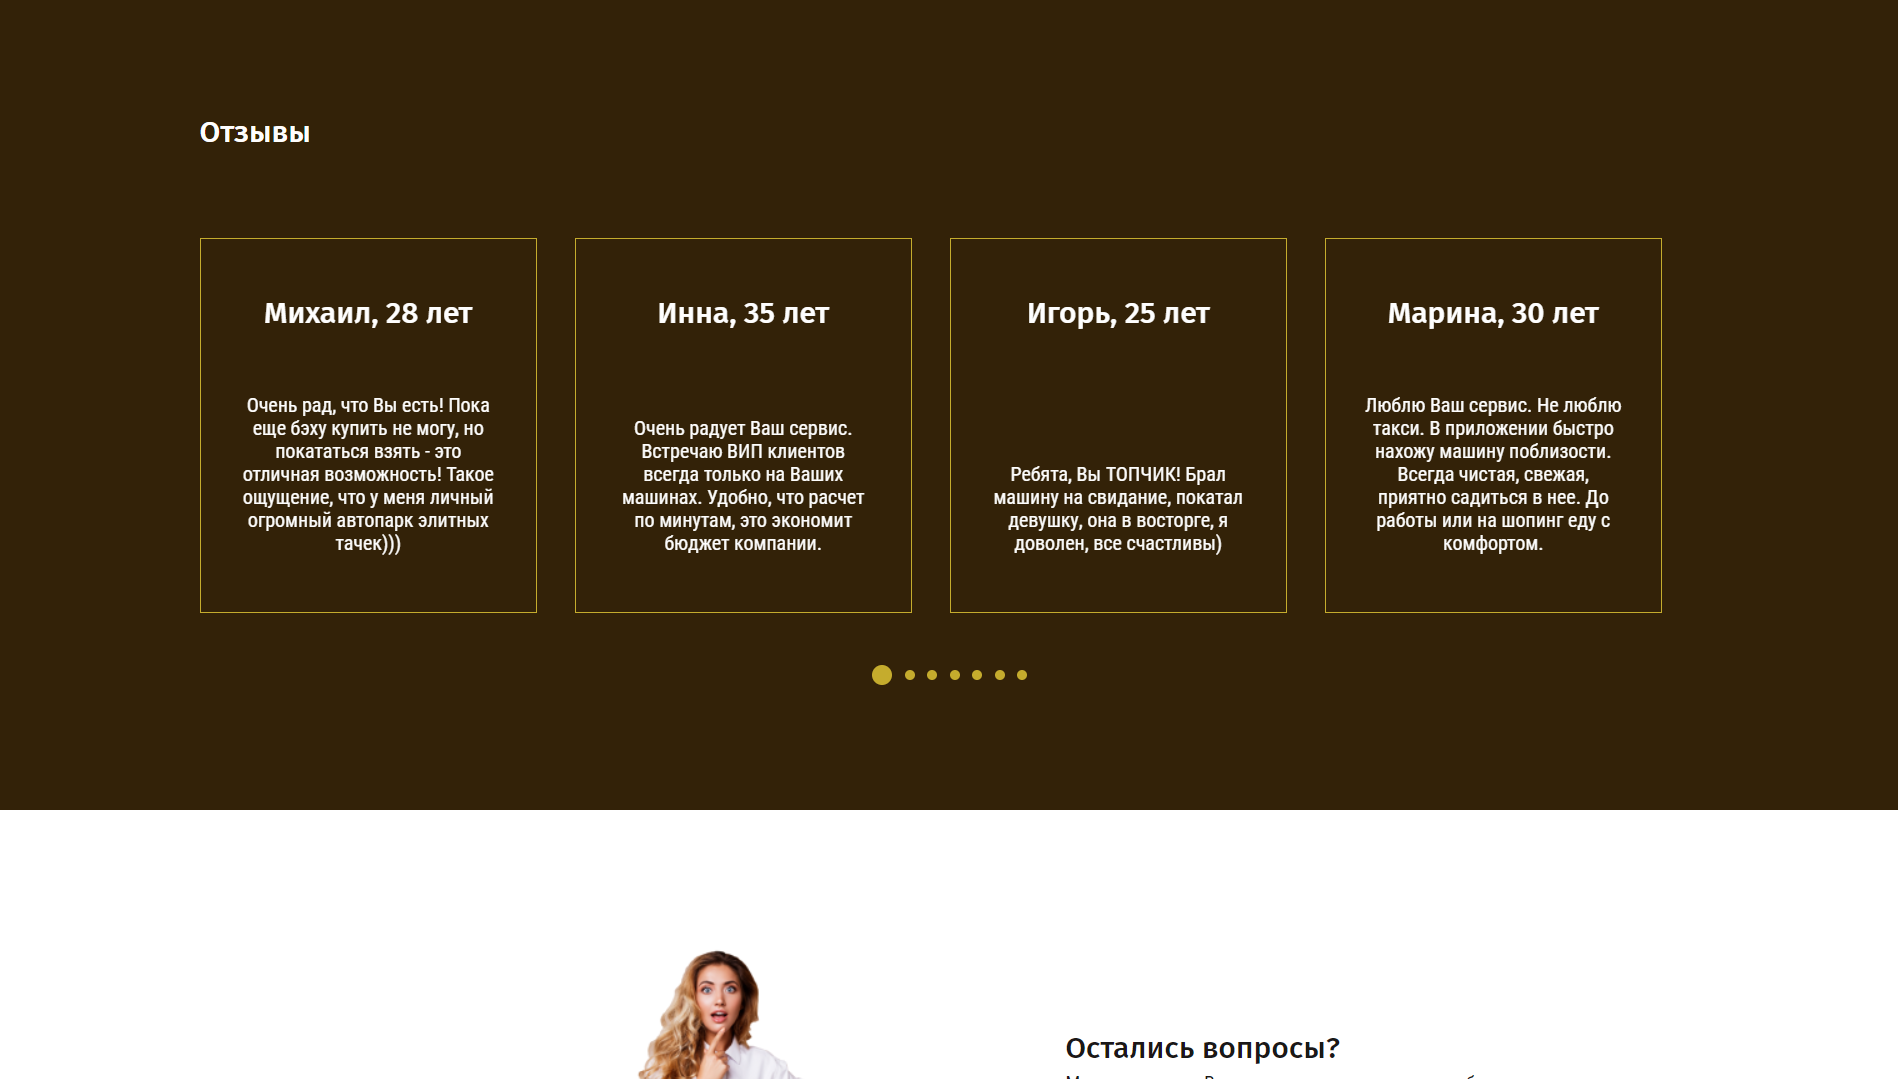 Отзывы
Михаил, 28 лет
Очень рад, что Вы есть! Пока
еще бэху купить не могу, но
покататься взять - это
отличная возможность! Такое
ощущение, что у меня личный
огромный автопарк элитных
тачек)))
Инна, 35 лет
Очень радует Ваш сервис.
Встречаю ВИП клиентов
всегда только на Ваших
машинах. Удобно, что расчет
по минутам, это экономит
бюджет компании.
Игорь, 25 лет
Ребята, Вы ТОПЧИК! Брал
машину на свидание, покатал
девушку, она в восторге, я
доволен, все счастливы)
Марина, 30 лет
Люблю Ваш сервис. Не люблю
такси. В приложении быстро
нахожу машину поблизости.
Всегда чистая, свежая,
приятно садиться в нее. До
работы или на шопинг еду с
комфортом.
Остались вопросы?